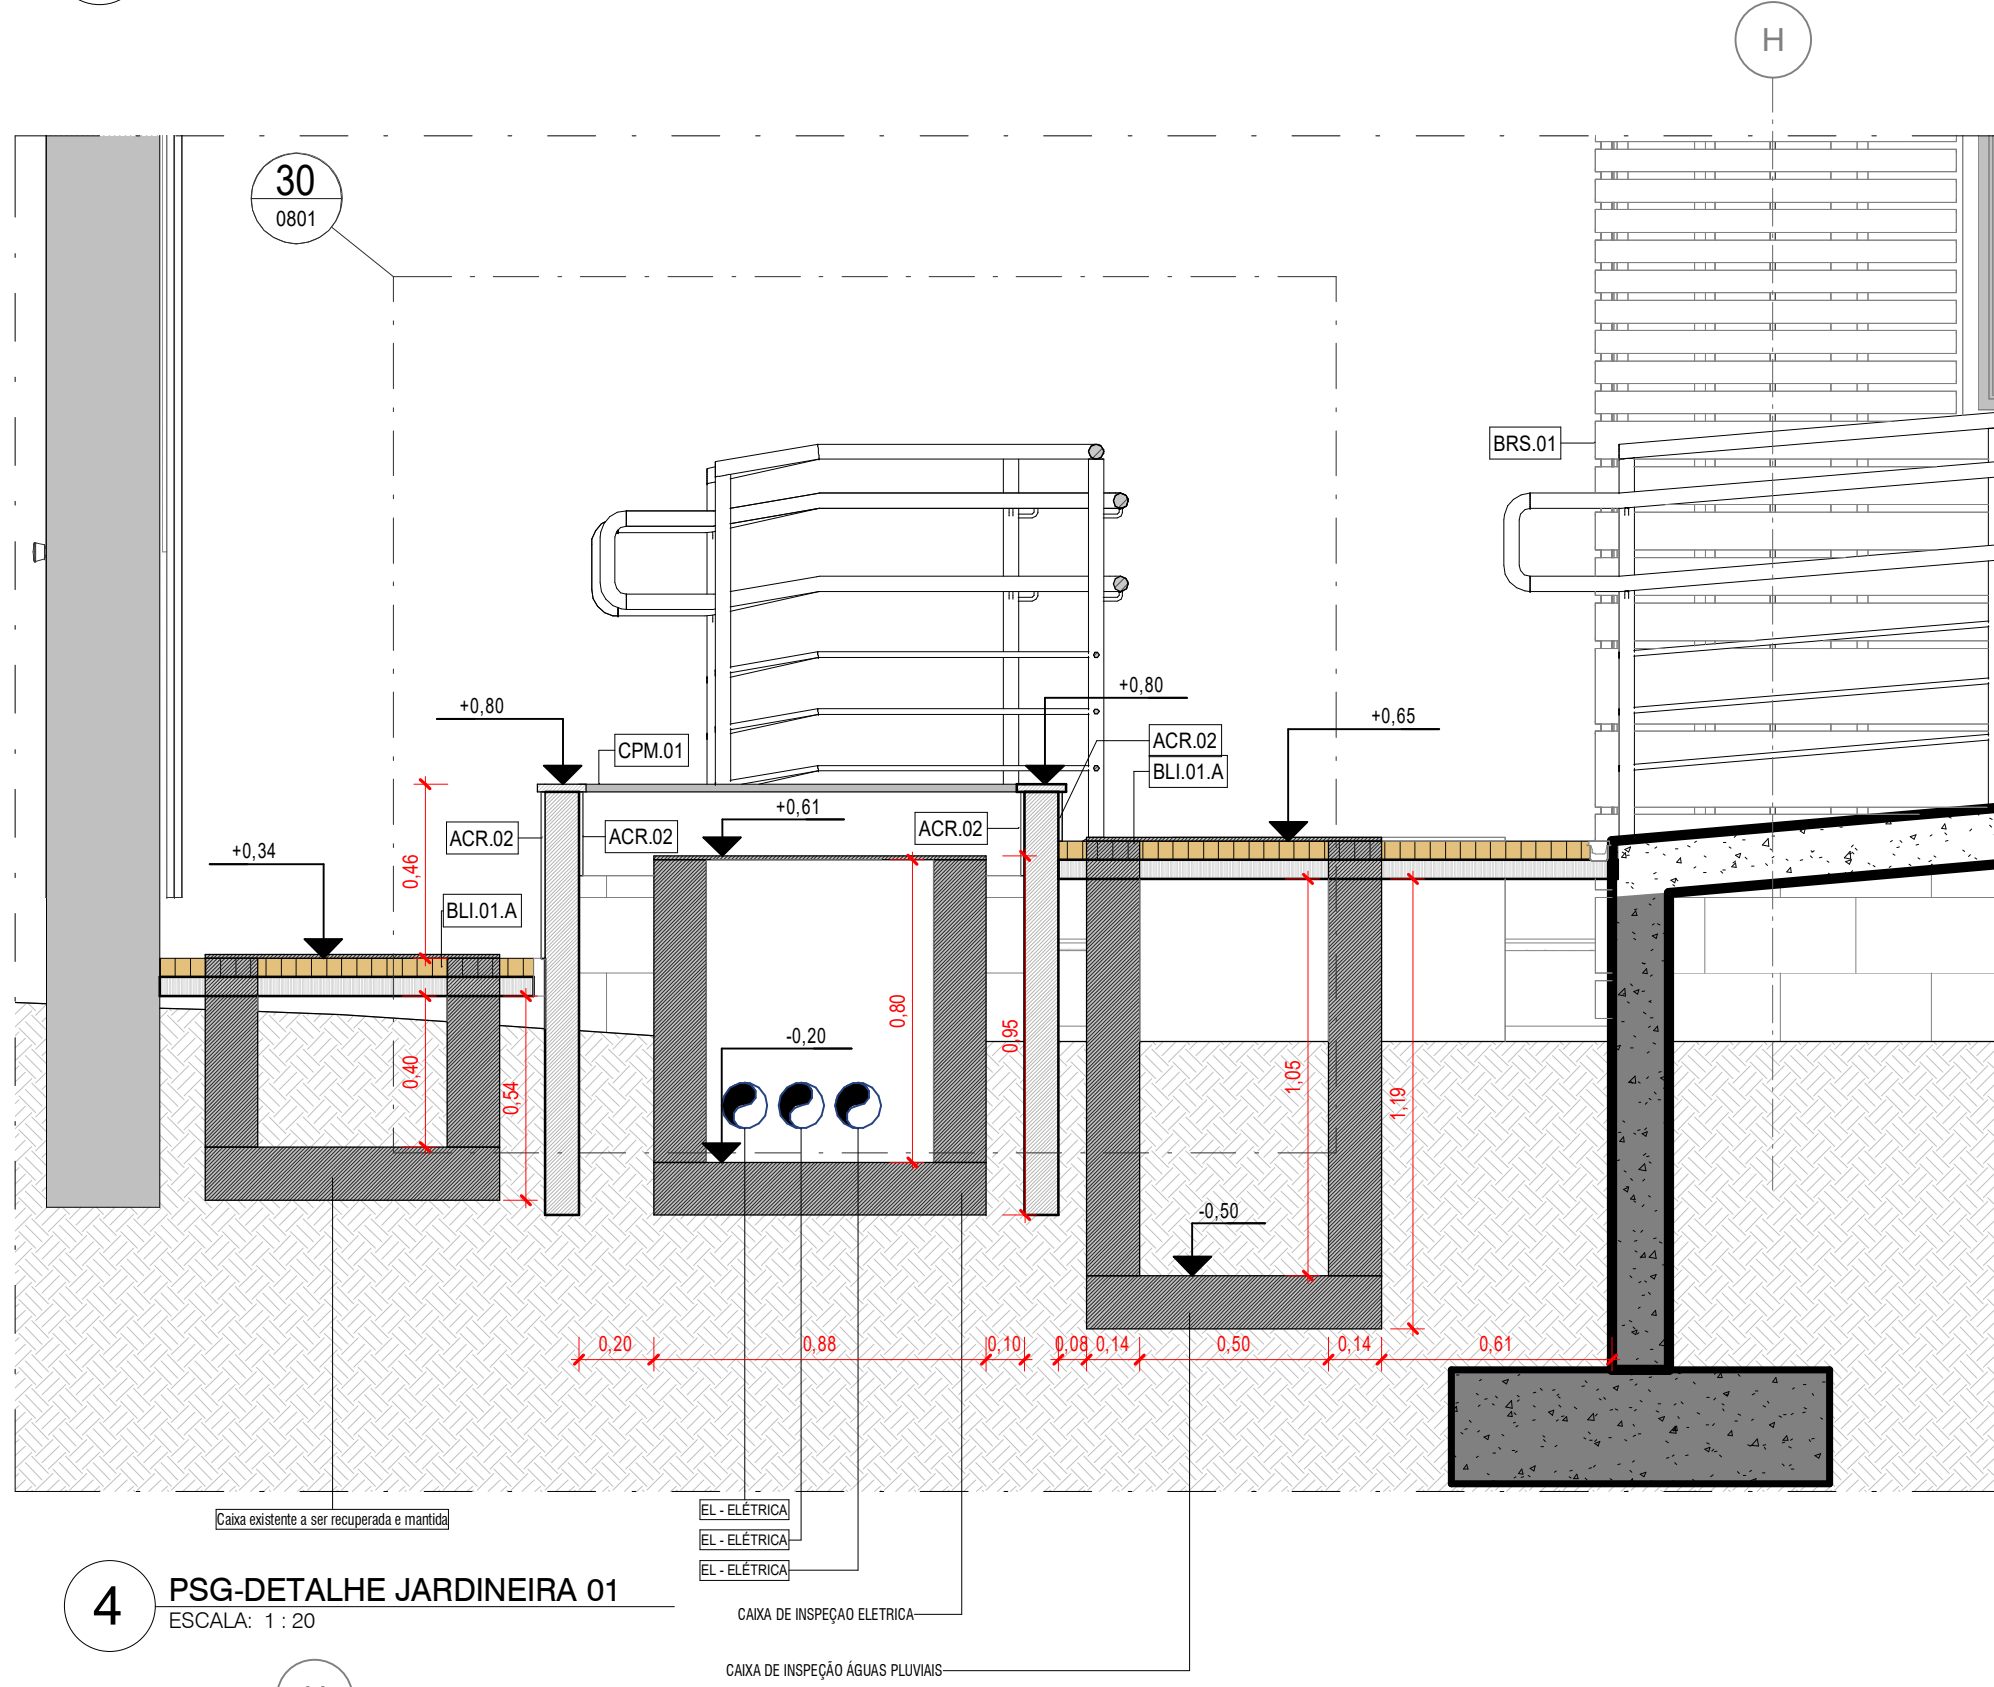 H
30
0801
BRS.01
+0,80
+0,80
+0,65
CPM.01
ACR.02
BLI.01.A
+0,61
ACR.02
ACR.02
ACR.02
+0,34
0,46
BLI.01.A
0,80
0,95
-0,20
0,40
0,54
1,05
1,19
-0,50
0,20
0,88
0,10
0,08
0,14
0,50
0,14
0,61
Caixa existente a ser recuperada e mantida
EL - ELÉTRICA
EL - ELÉTRICA
EL - ELÉTRICA
4
PSG-DETALHE JARDINEIRA 01
ESCALA: 1 : 20
CAIXA DE INSPEÇAO ELETRICA
CAIXA DE INSPEÇÃO ÁGUAS PLUVIAIS